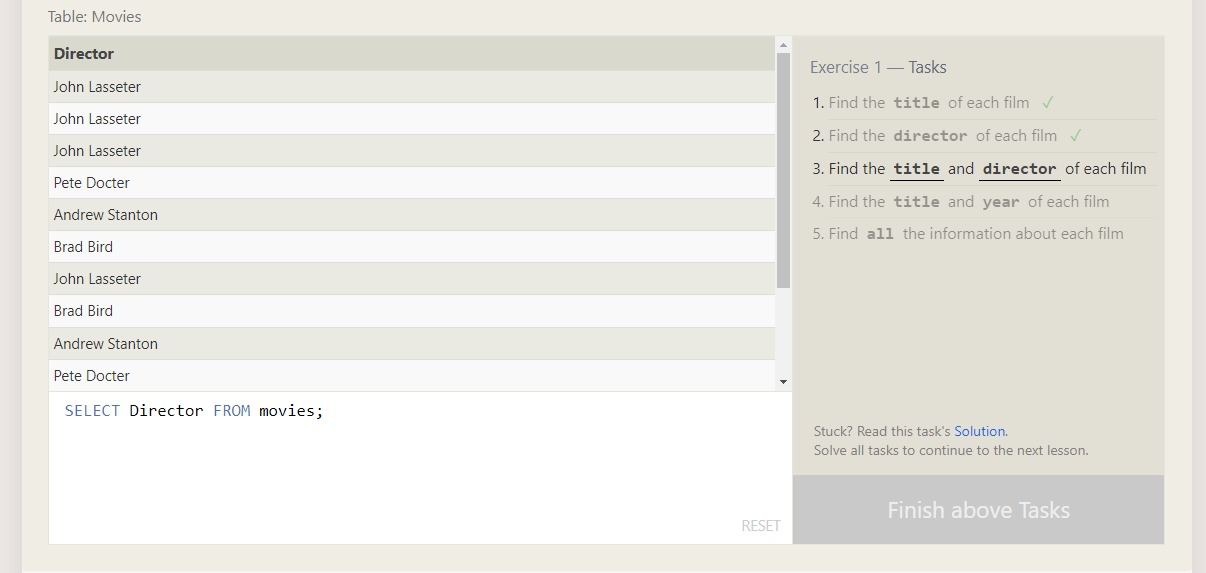 Table: Movies
Director
John Lasseter
John Lasseter
John Lasseter
Pete Docter
Andrew Stanton
Brad Bird
John Lasseter
Brad Bird
Andrew Stanton
Pete Docter
SELECT Director FROM movies;
RESET
Exercise 1 — Tasks
1. Find the title of each film ✓
2. Find the director of each film ✓
3. Find the title and director of each film
4. Find the title and year of each film
5. Find all the information about each film
Stuck? Read this task's Solution.
Solve all tasks to continue to the next lesson.
Finish above Tasks